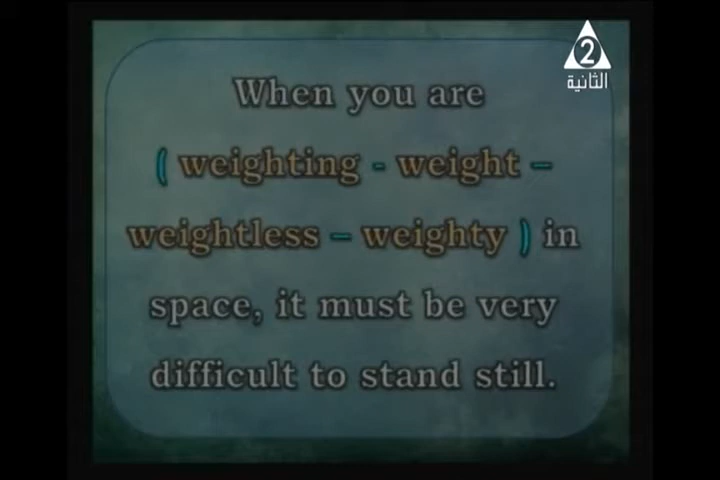 2
الثانية
When you are
( weighting - weight –
weightless – weighty ) in
space, it must be very
difficult to stand still.